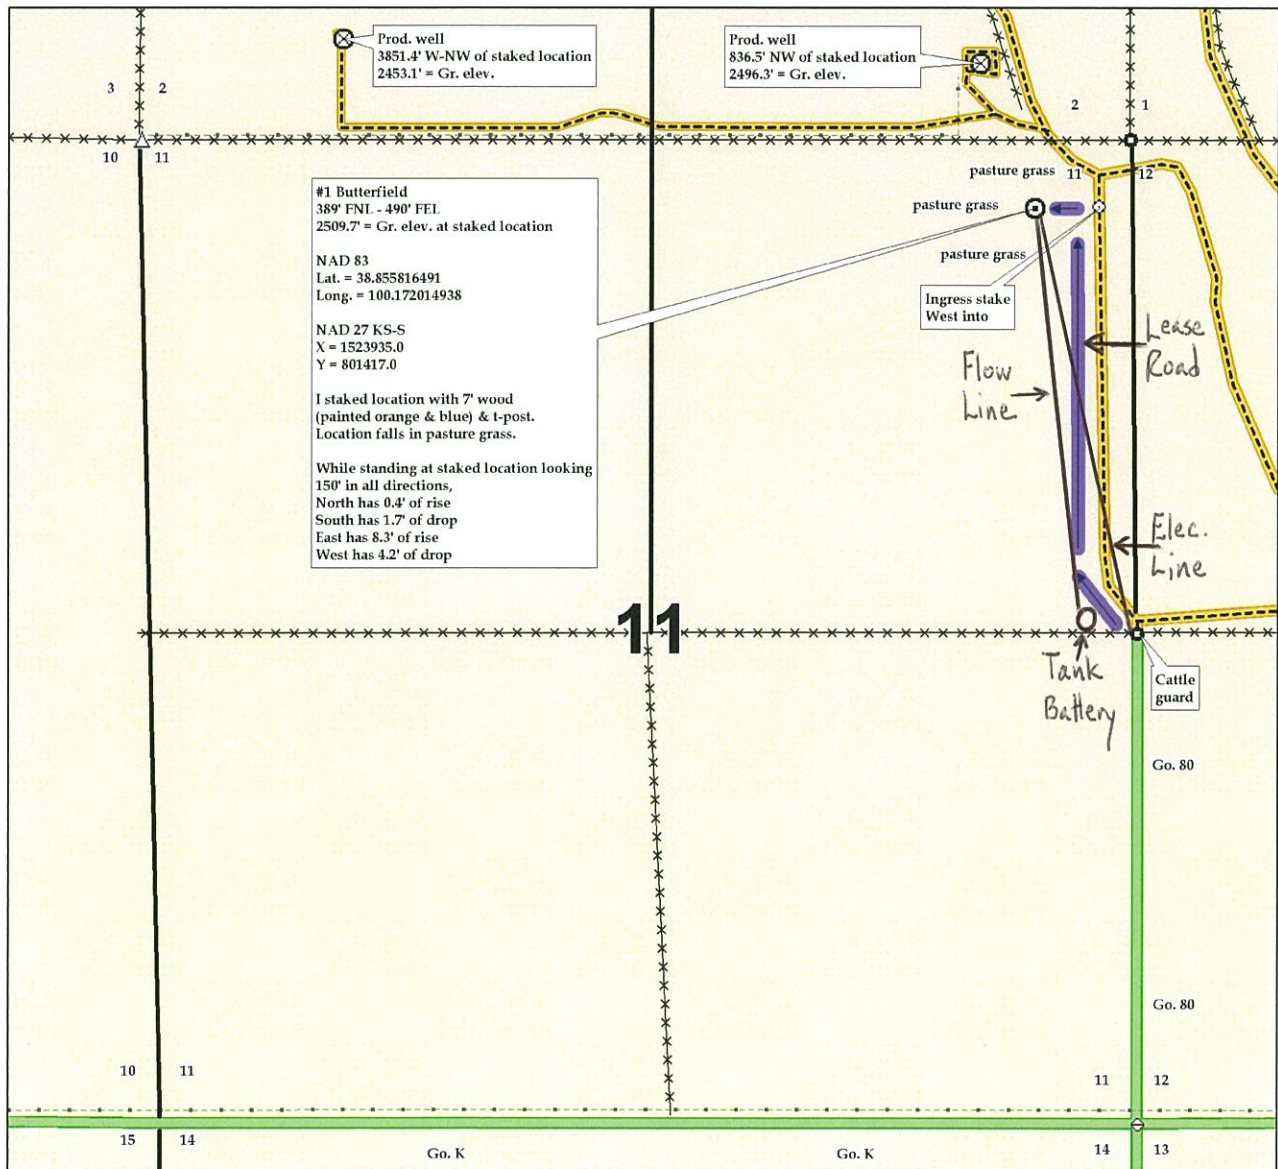 Prod. well
3851.4' W-NW of staked location
2453.1' = Gr. elev.
Prod. well
836.5' NW of staked location
2496.3' = Gr. elev.
3
2
2
1
10
11
pasture grass
11
12
#1 Butterfield
389' FNL - 490' FEL
2509.7' = Gr. elev. at staked location
NAD 83
Lat. = 38.855816491
Long. = 100.172014938
NAD 27 KS-S
X = 1523935.0
Y = 801417.0
I staked location with 7' wood
(painted orange & blue) & t-post.
Location falls in pasture grass.
While standing at staked location looking
150' in all directions,
North has 0.4' of rise
South has 1.7' of drop
East has 8.3' of rise
West has 4.2' of drop
pasture grass
pasture grass
Ingress stake
West into
Lease
Road
Flow
Line
Elec.
Line
11
Tank
Battery
Cattle
guard
Go. 80
Go. 80
10
11
11
12
15
14
Go. K
Go. K
14
13